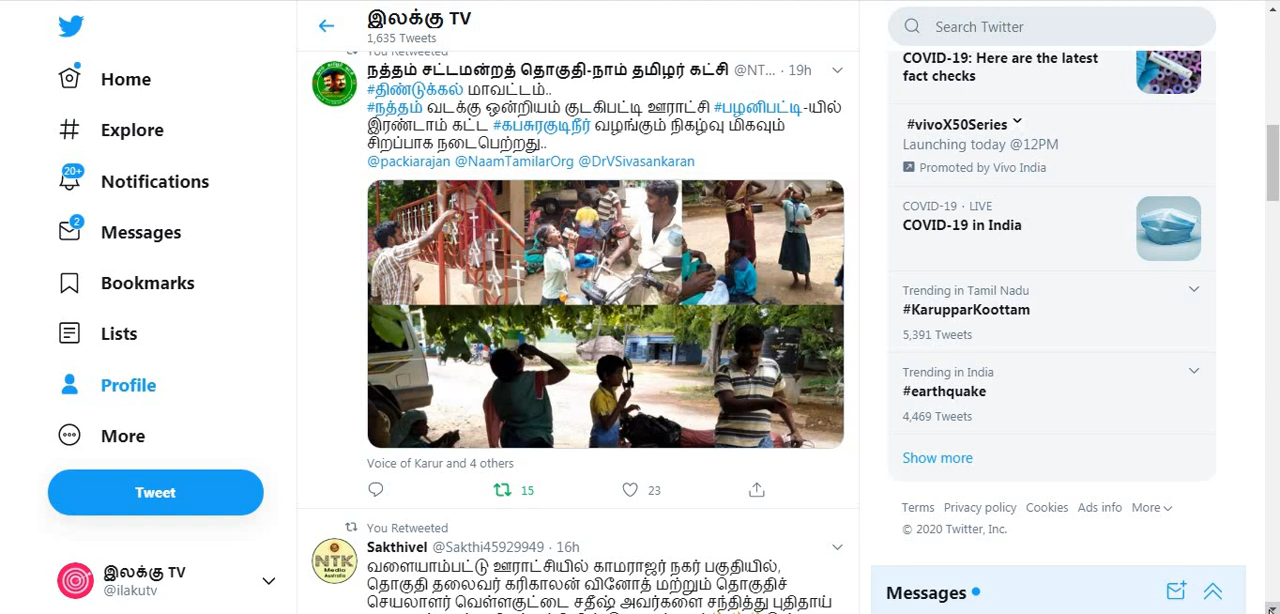 Home
Explore
20+
Notifications
2
Messages
Bookmarks
Lists
Profile
More
Tweet
இலக்கு TV
@ilakutv
இலக்கு TV
1,635 Tweets
You Retweeted
நத்தம் சட்டமன்றத் தொகுதி-நாம் தமிழர் கட்சி @NT... · 19h
#திண்டுக்கல் மாவட்டம்..
#நத்தம் வடக்கு ஒன்றியம் குடகிபட்டி ஊராட்சி #பழனிபட்டி-யில்
இரண்டாம் கட்ட #கபசுரகுடிநீர் வழங்கும் நிகழ்வு மிகவும்
சிறப்பாக நடைபெற்றது..
@packiarajan @NaamTamilarOrg @DrVSivasankaran
Voice of Karur and 4 others
15 23
You Retweeted
Sakthivel @Sakthi45929949 · 16h
NTK
Media
Australia
வளையாம்பட்டு ஊராட்சியில் காமராஜர் நகர் பகுதியில்,
தொகுதி தலைவர் கரிகாலன் வினோத் மற்றும் தொகுதிச்
செயலாளர் வெள்ளகுட்டை சதீஷ் அவர்களை சந்தித்து புதிதாய்
Search Twitter
COVID-19: Here are the latest
fact checks
#vivoX50Series
Launching today @12PM
Promoted by Vivo India
COVID-19 · LIVE
COVID-19 in India
Trending in Tamil Nadu
#KarupparKoottam
5,391 Tweets
Trending in India
#earthquake
4,469 Tweets
Show more
Terms Privacy policy Cookies Ads info More
© 2020 Twitter, Inc.
Messages